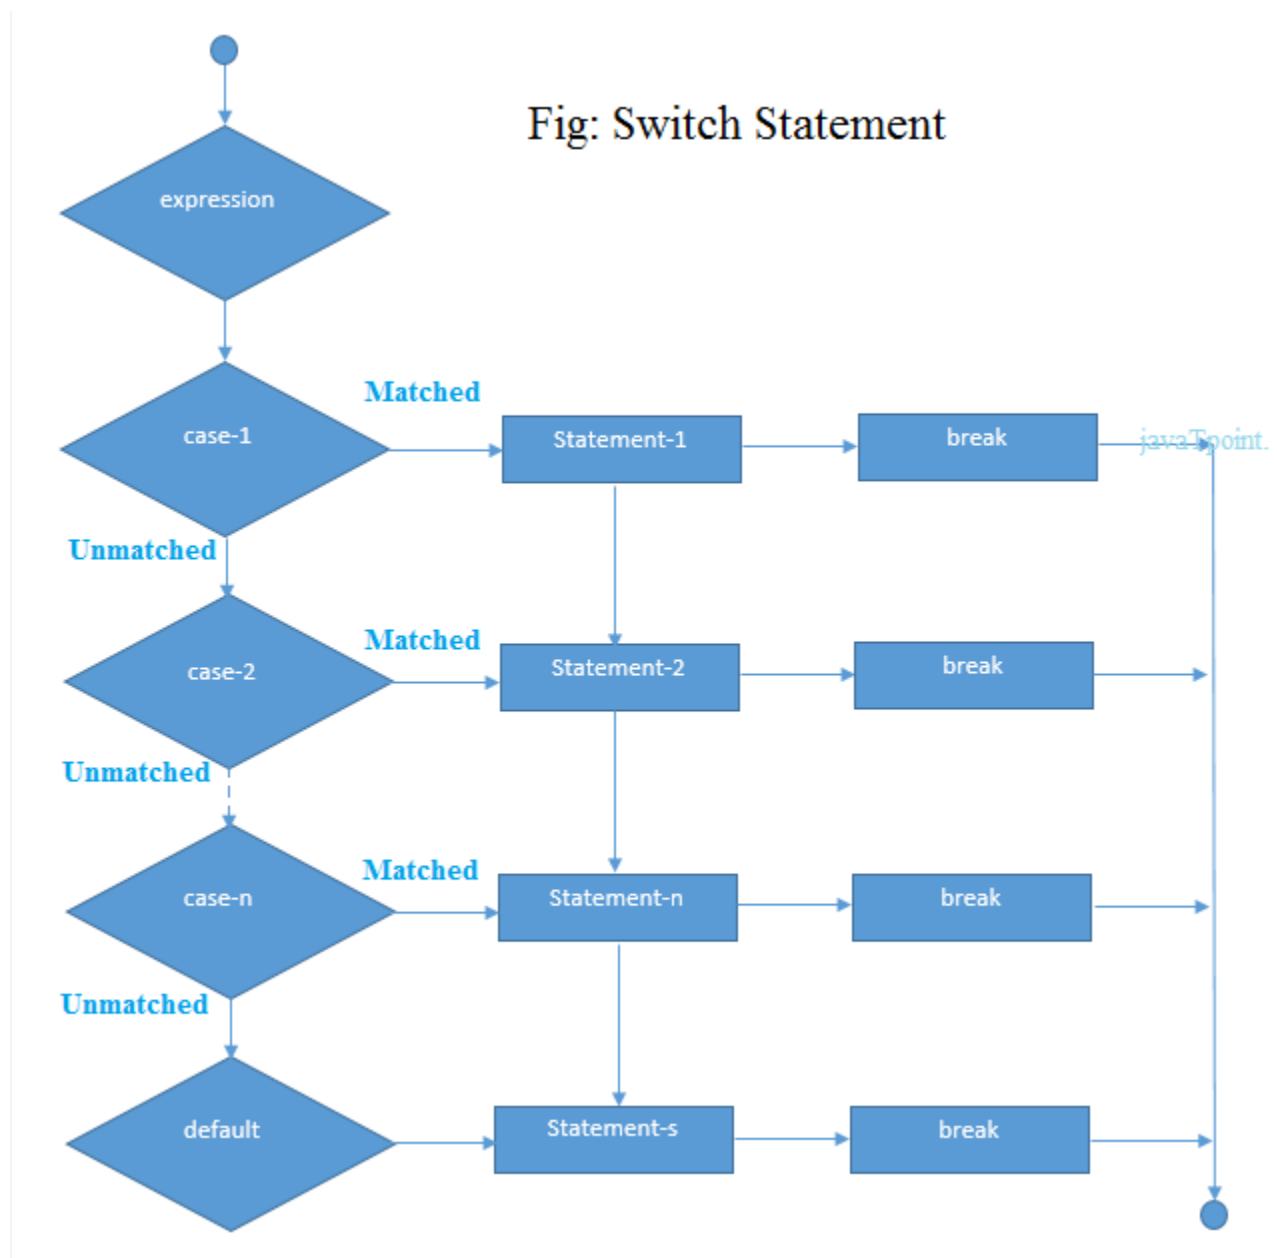 Fig: Switch Statement
expression
Matched
case-1
Statement-1
break
javaTpoint.
Unmatched
Matched
case-2
Statement-2
break
Unmatched
Matched
case-n
Statement-n
break
Unmatched
default
Statement-s
break